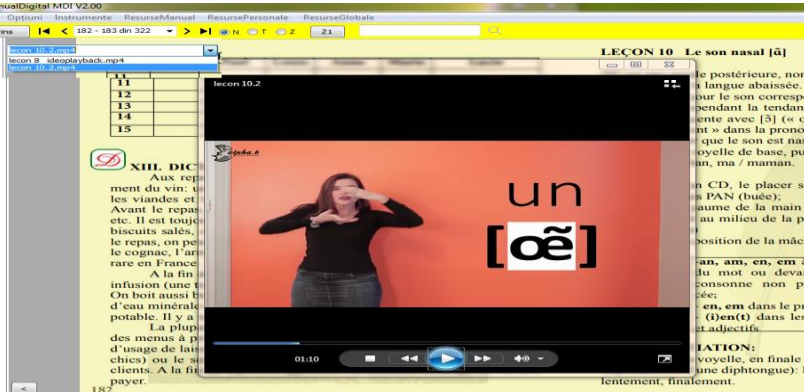 nualDigital MDI V2.00
Opțiuni Instrumente ResurseManual ResursePersonale ResurseGlobale
182 - 183 din 322
N T Z Z1
lecon 10.2.mp4
lecon 8 ideoplayback.mp4
lecon 10.2.mp4
11
12
13
14
15
XIII. DIC
Aux rep
ment du vin: u
les viandes et
Avant le repas
etc. Il est toujo
biscuits salés,
le repas, on pe
le cognac, l'ar
rare en France
A la fin
infusion (une t
On boit aussi b
d'eau minérale
potable. Il y a
La plup
des menus à p
d'usage de lais
chics) ou le s
clients. A la fi
payer.
182
lecon 10.2
alpha.b
un
[œ̃]
01:10
LEÇON 10 Le son nasal [ã]
le postérieure, nor
a langue abaissée.
our le son corresp
pendant la tendan
ente avec [õ] (« o
nt » dans la prono
que le son est nas
oyelle de base, pu
an, ma / maman.
n CD, le placer s
s PAN (buée);
aume de la main
au milieu de la p
position de la mâc
-an, am, en, em
du mot ou deva
consonne non p
cée;
en, em dans le pr
(i)en(t) dans les
et adjectifs
IATION:
voyelle, en finale
une diphtongue): l
lentement, finalement.